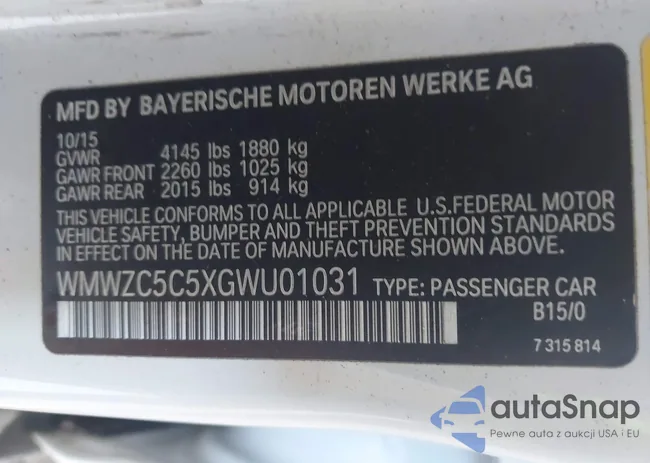 MFD BY BAYERISCHE MOTOREN WERKE AG
10/15
GVWR 4145 lbs 1880 kg
GAWR FRONT 2260 lbs 1025 kg
GAWR REAR 2015 lbs 914 kg
THIS VEHICLE CONFORMS TO ALL APPLICABLE U.S.FEDERAL MOTOR
VEHICLE SAFETY, BUMPER AND THEFT PREVENTION STANDARDS
IN EFFECT ON THE DATE OF MANUFACTURE SHOWN ABOVE.
WMWZC5C5XGWU01031 TYPE: PASSENGER CAR
B15/0
7 315 814
autaSnap
Pewne auta z aukcji USA i EU